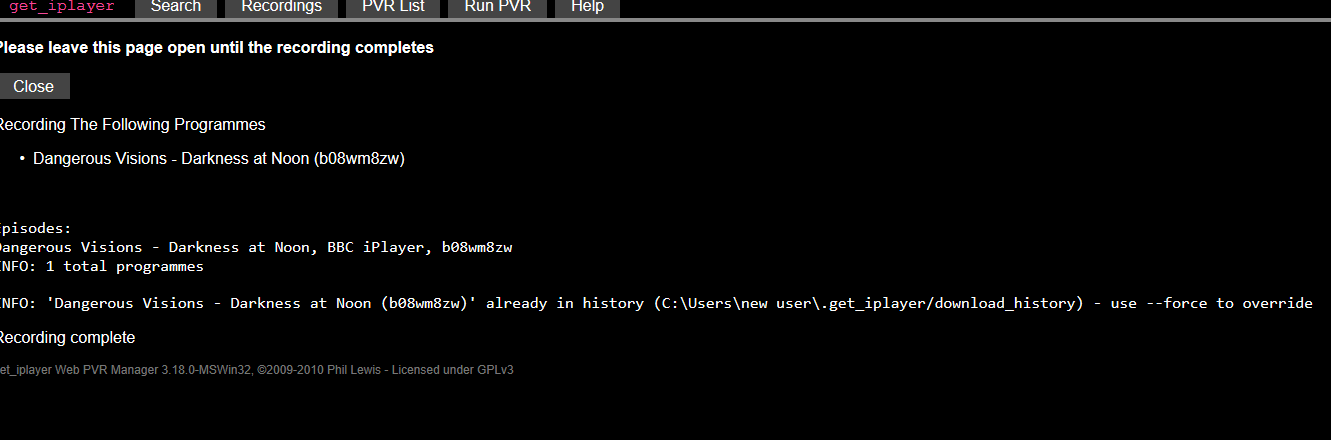 get_iplayer Search Recordings PVR List Run PVR Help
Please leave this page open until the recording completes
Close
Recording The Following Programmes
• Dangerous Visions - Darkness at Noon (b08wm8zw)
Episodes:
Dangerous Visions - Darkness at Noon, BBC iPlayer, b08wm8zw
INFO: 1 total programmes
INFO: 'Dangerous Visions - Darkness at Noon (b08wm8zw)' already in history (C:\Users\new user\.get_iplayer/download_history) - use --force to override
Recording complete
get_iplayer Web PVR Manager 3.18.0-MSWin32, ©2009-2010 Phil Lewis - Licensed under GPLv3